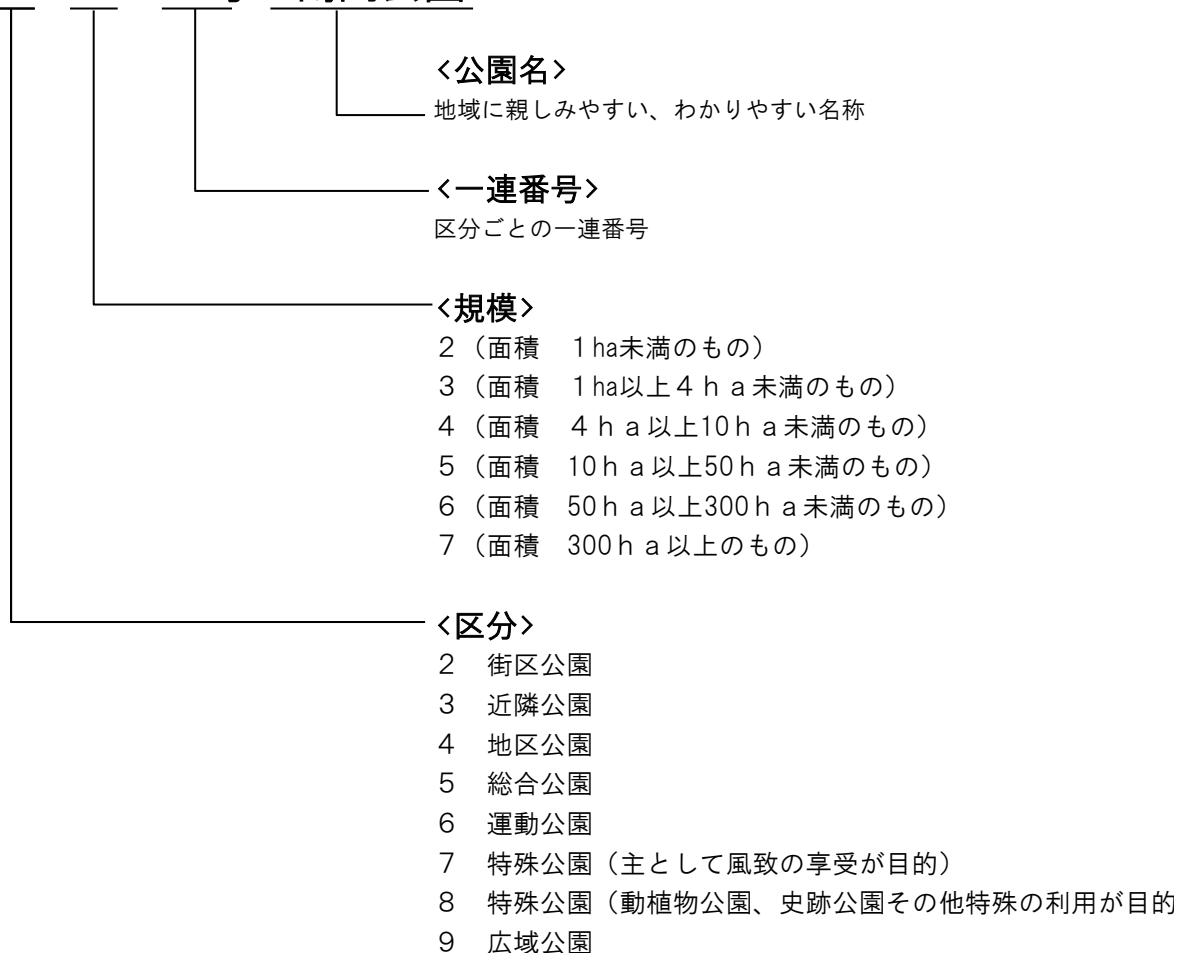 <公園名>
地域に親しみやすい、わかりやすい名称
<一連番号>
区分ごとの一連番号
<規模>
２（面積　１ha未満のもの）
３（面積　１ha以上４ｈａ未満のもの）
４（面積　４ｈａ以上10ｈａ未満のもの）
５（面積　10ｈａ以上50ｈａ未満のもの）
６（面積　50ｈａ以上300ｈａ未満のもの）
７（面積　300ｈａ以上のもの）
<区分>
２　街区公園
３　近隣公園
４　地区公園
５　総合公園
６　運動公園
７　特殊公園（主として風致の享受が目的）
８　特殊公園（動植物公園、史跡公園その他特殊の利用が目的
９　広域公園